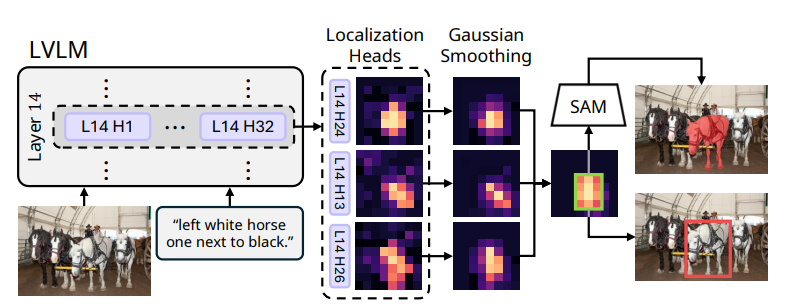 LVLM
Layer 14
L14 H1
...
L14 H32
"left white horse
one next to black."
Localization
Heads
L14 H24
L14 H13
L14 H26
Gaussian
Smoothing
SAM